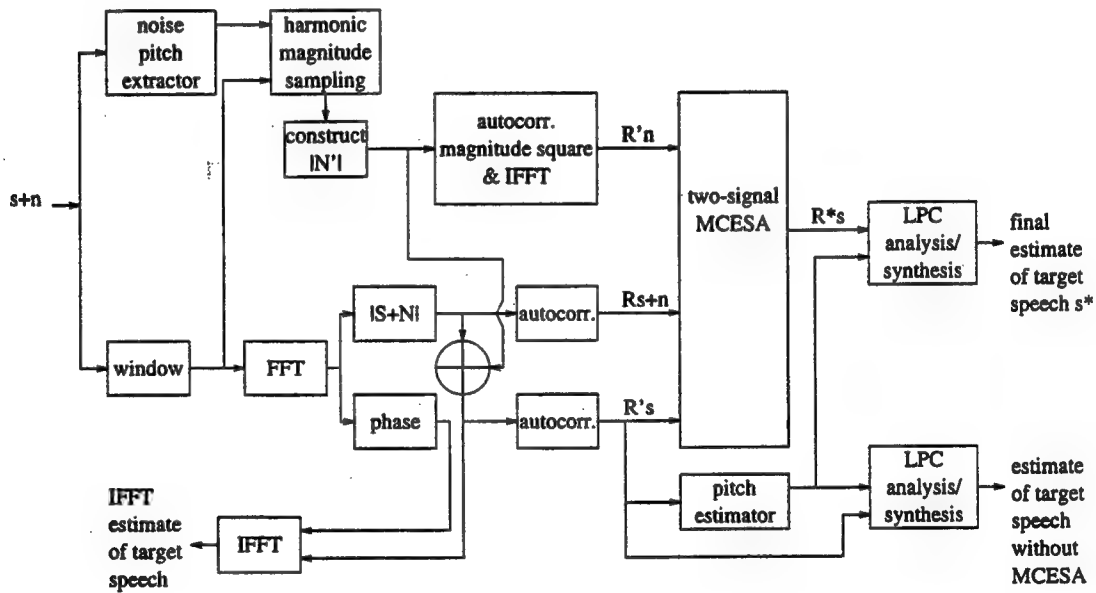 noise
pitch
extractor
harmonic
magnitude
sampling
construct
|N'|
autocorr.
magnitude square
& IFFT
R'n
two-signal
MCESA
R*s
LPC
analysis/
synthesis
final
estimate
of target
speech s*
s+n
window
FFT
|S+N|
autocorr.
Rs+n
phase
autocorr.
R's
pitch
estimator
LPC
analysis/
synthesis
estimate
of target
speech
without
MCESA
IFFT
estimate
of target
speech
IFFT